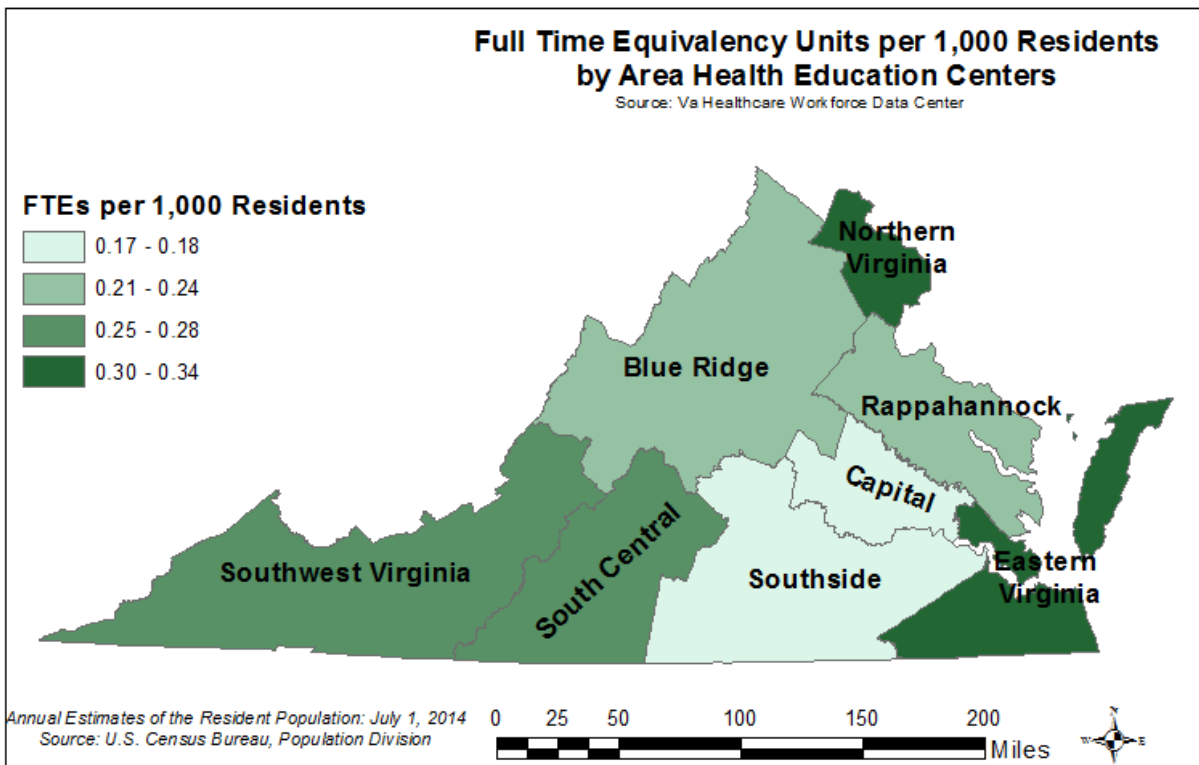 Full Time Equivalency Units per 1,000 Residents
by Area Health Education Centers
Source: Va Healthcare Workforce Data Center
FTEs per 1,000 Residents
0.17 - 0.18
0.21 - 0.24
0.25 - 0.28
0.30 - 0.34
Northern
Virginia
Blue Ridge
Rappahannock
Capital
Southwest Virginia
South Central
Southside
Eastern
Virginia
Annual Estimates of the Resident Population: July 1, 2014
Source: U.S. Census Bureau, Population Division
0 25 50 100 150 200
Miles
N
W E
S